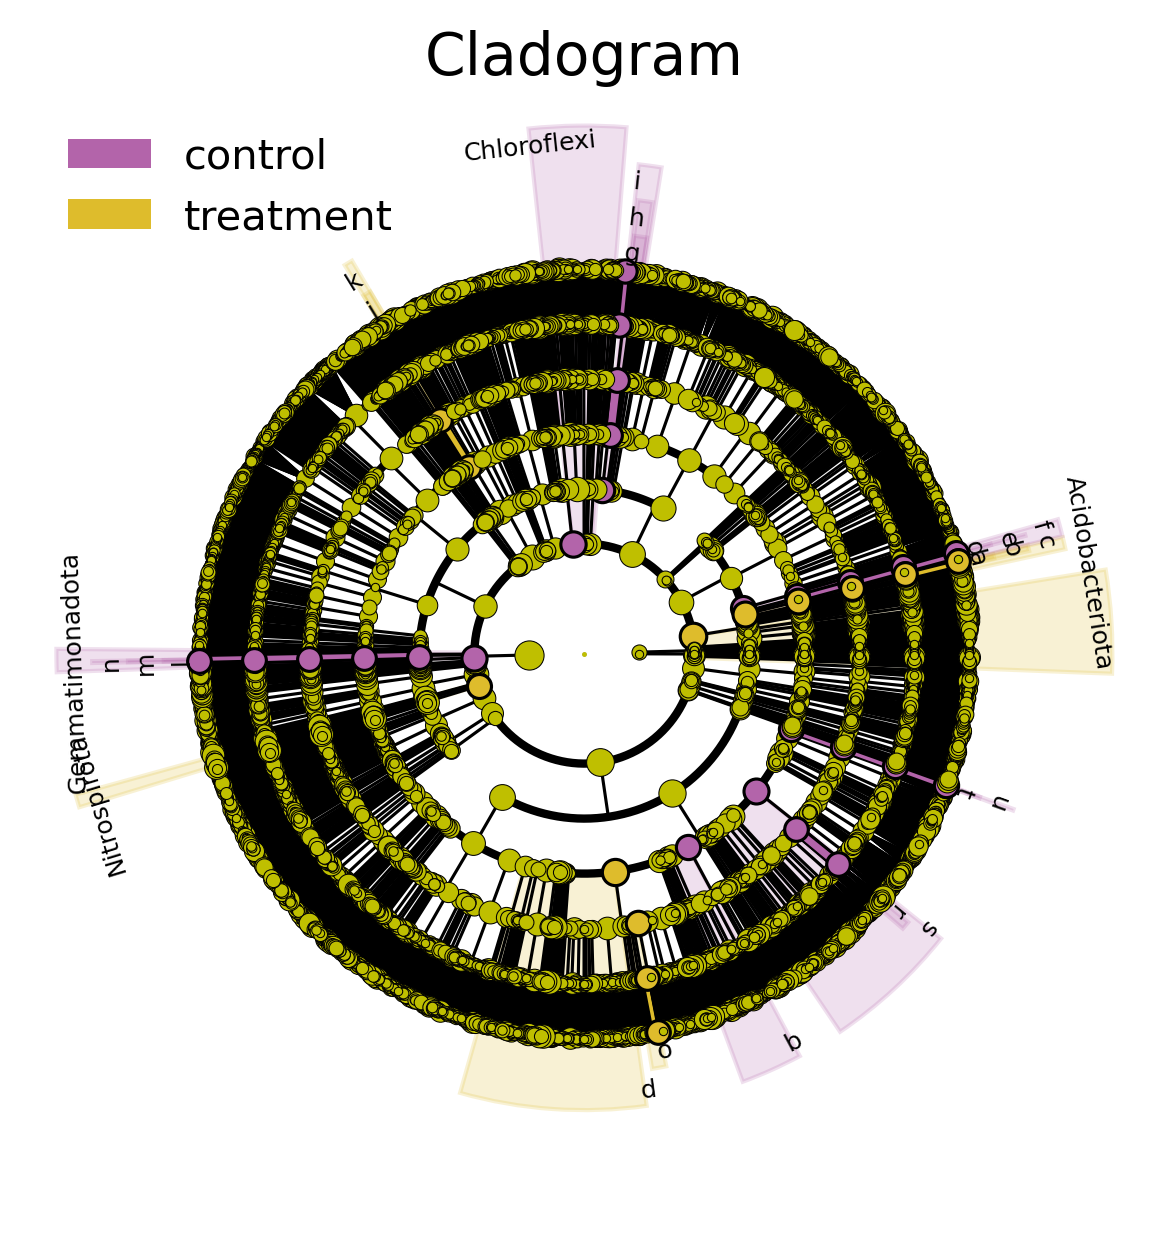 Cladogram
control
treatment
Chloroflexi
i
h
g
k
j
Acidobacteriota
f
c
e
b
d
a
Gemmatimonadota
n
m
l
Nitrospirota
t
u
r
s
q
o
p